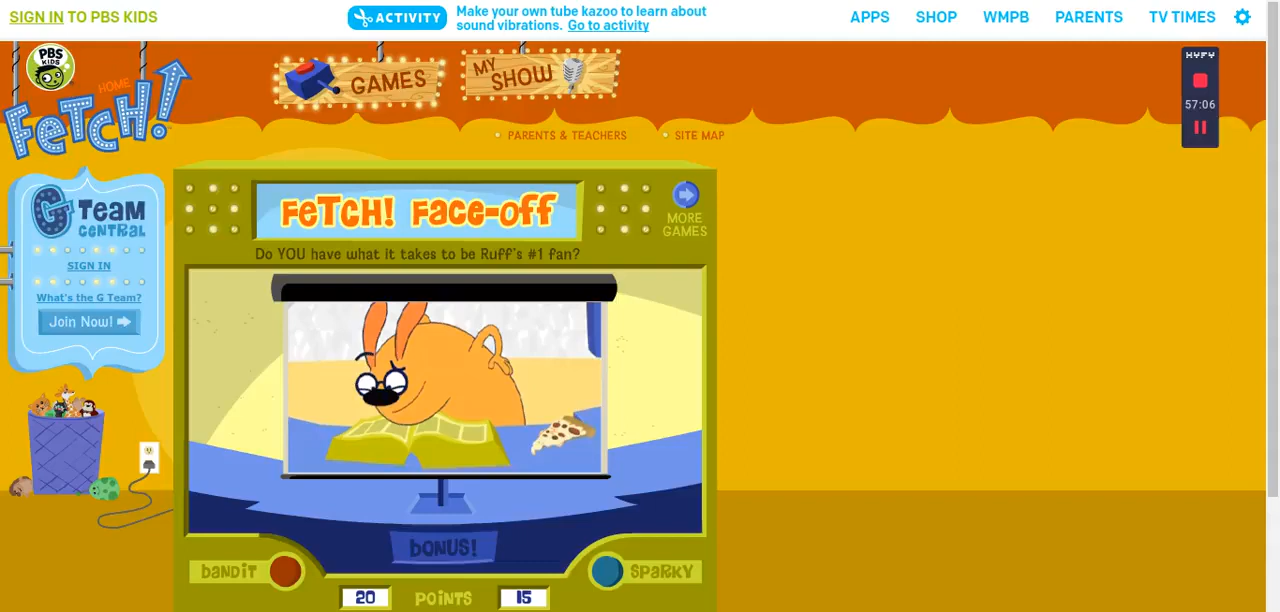 SIGN IN TO PBS KIDS
ACTIVITY
Make your own tube kazoo to learn about
sound vibrations. Go to activity
APPS SHOP WMPB PARENTS TV TIMES
PBS
KIDS
HOME
FETCH!
GAMES
MY
SHOW
HYFY
57:06
PARENTS & TEACHERS
SITE MAP
G TEAM
CENTRAL
SIGN IN
What's the G Team?
Join Now!
FETCH! FACE-OFF
MORE
GAMES
Do YOU have what it takes to be Ruff's #1 fan?
BONUS!
BANDIT
SPARKY
20 POINTS 15